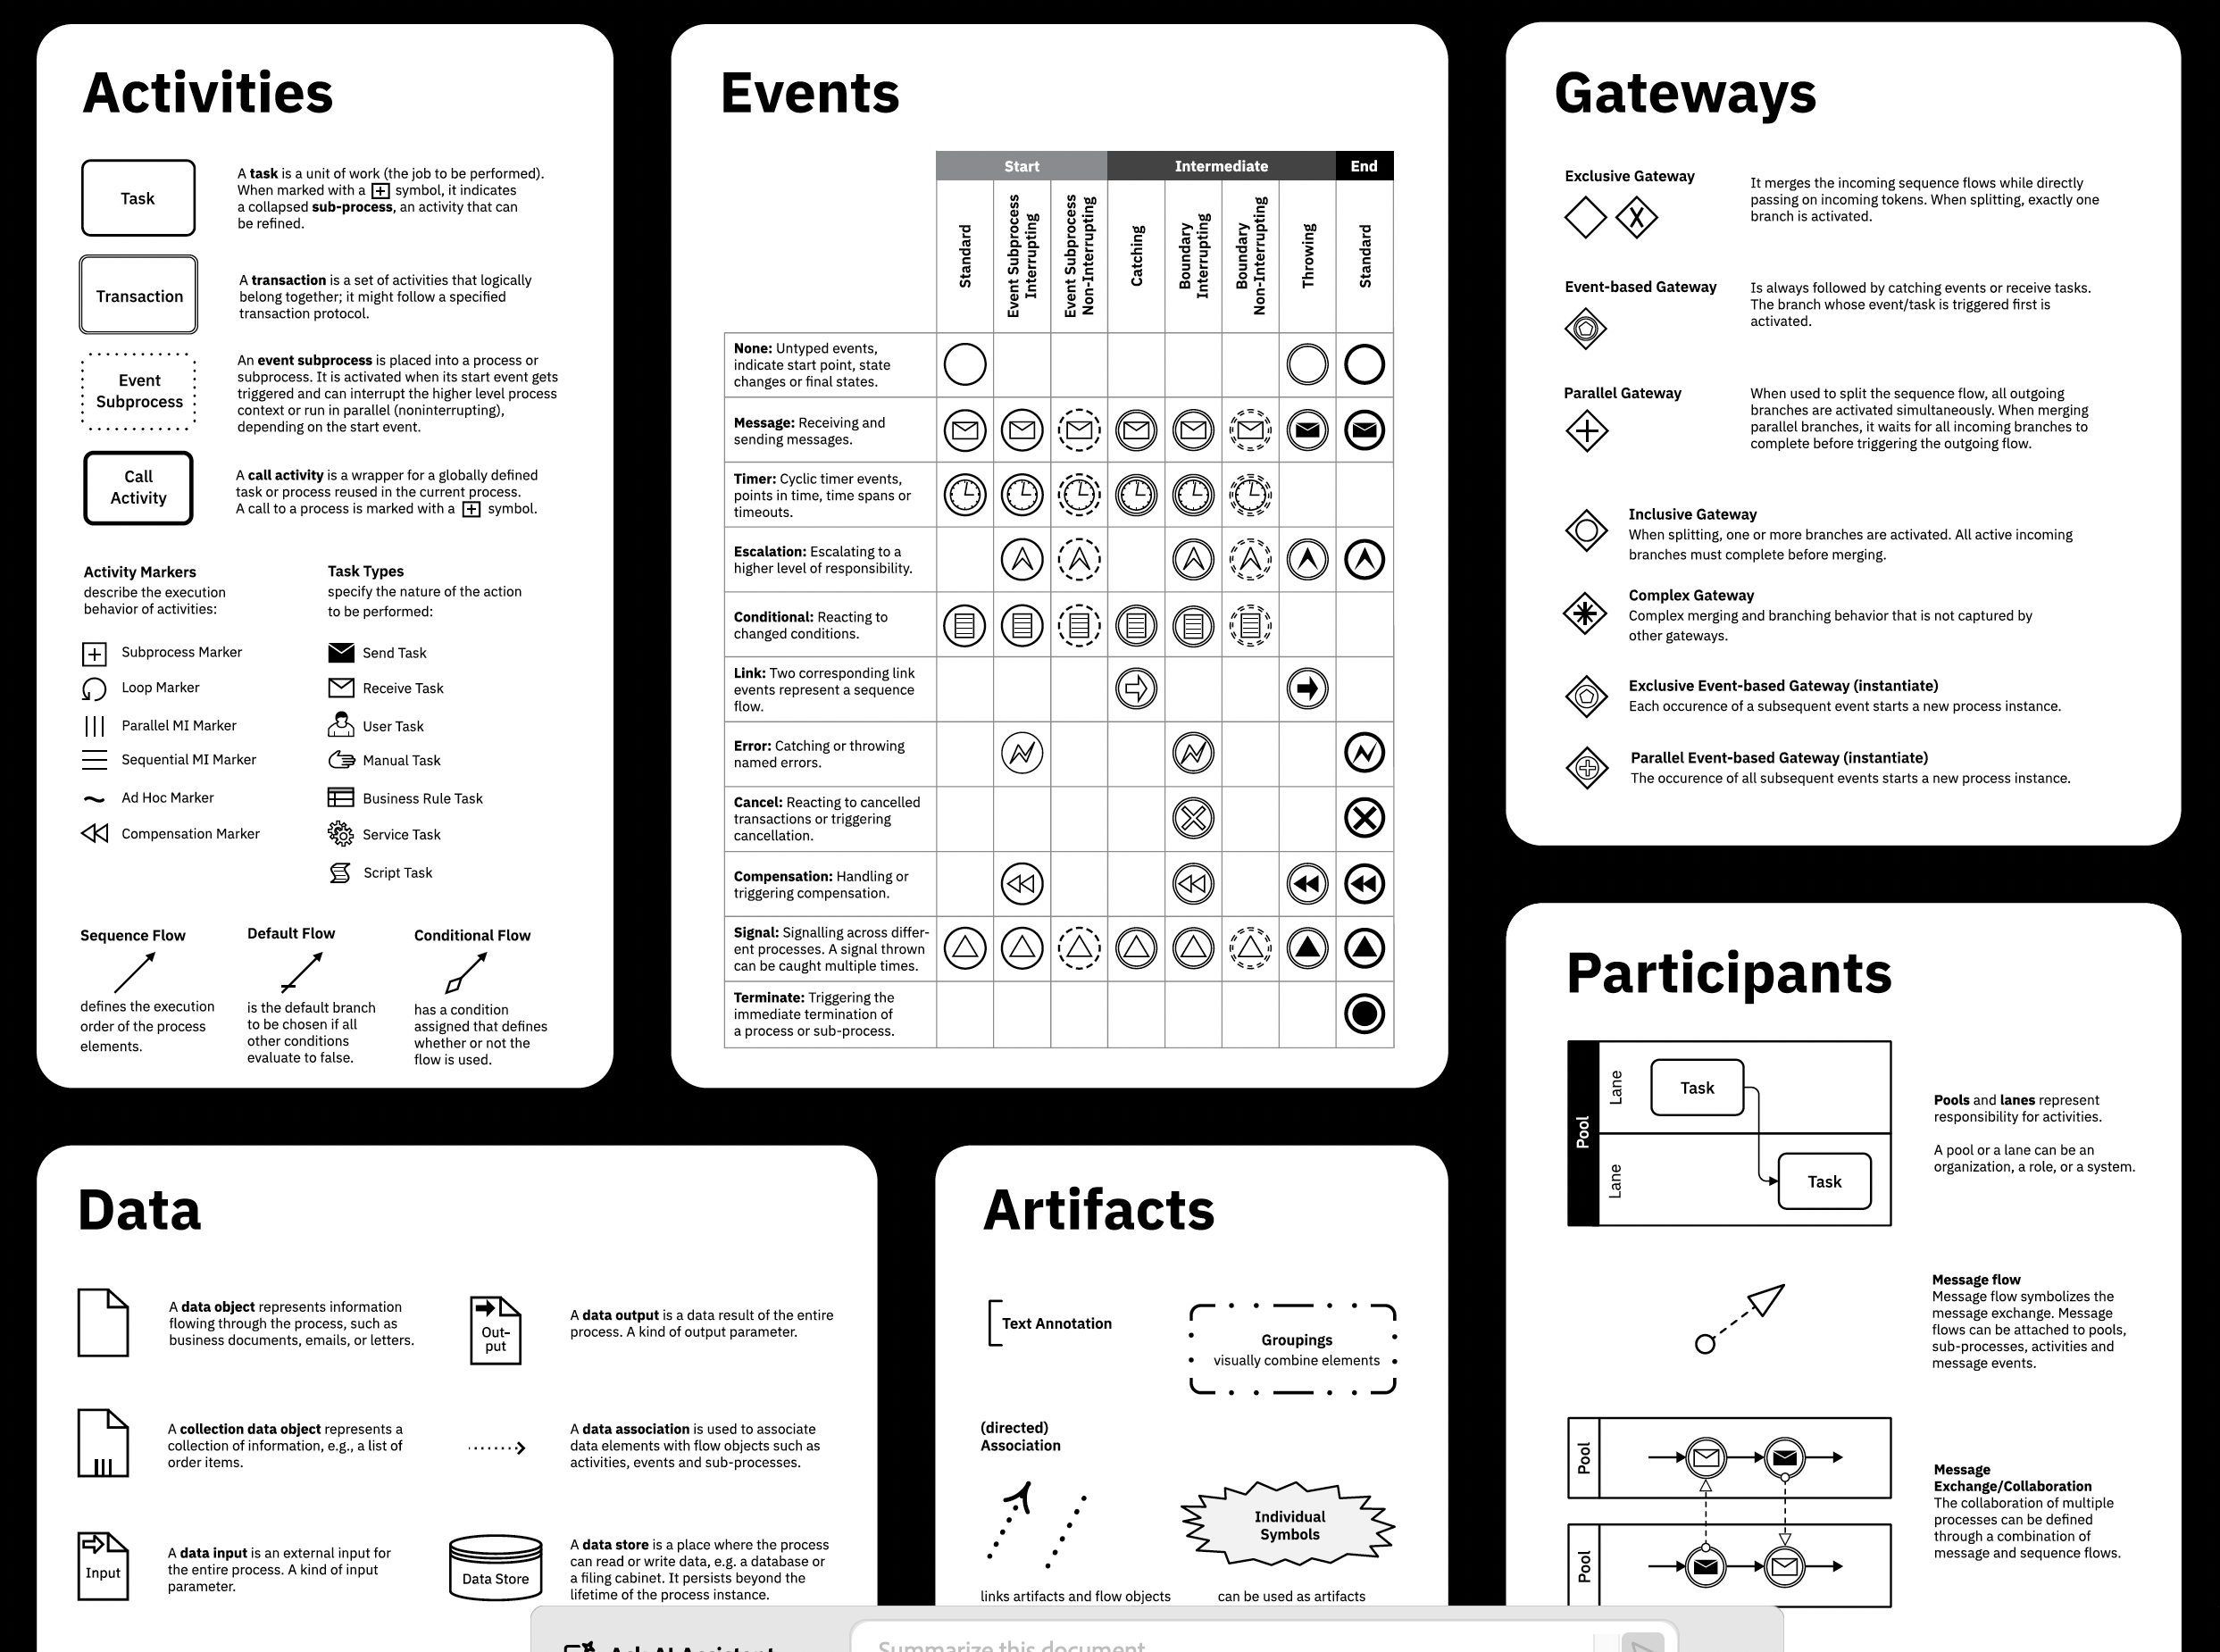 Activities
Task
A task is a unit of work (the job to be performed).
When marked with a symbol, it indicates
a collapsed sub-process, an activity that can
be refined.
Transaction
A transaction is a set of activities that logically
belong together; it might follow a specified
transaction protocol.
Event
Subprocess
An event subprocess is placed into a process or
subprocess. It is activated when its start event gets
triggered and can interrupt the higher level process
context or run in parallel (noninterrupting),
depending on the start event.
Call
Activity
A call activity is a wrapper for a globally defined
task or process reused in the current process.
A call to a process is marked with a symbol.
Activity Markers
describe the execution
behavior of activities:
Subprocess Marker
Loop Marker
Parallel MI Marker
Sequential MI Marker
Ad Hoc Marker
Compensation Marker
Task Types
specify the nature of the action
to be performed:
Send Task
Receive Task
User Task
Manual Task
Business Rule Task
Service Task
Script Task
Sequence Flow
defines the execution
order of the process
elements.
Default Flow
is the default branch
to be chosen if all
other conditions
evaluate to false.
Conditional Flow
has a condition
assigned that defines
whether or not the
flow is used.
Events
Start
Intermediate
End
Standard
Event Subprocess
Interrupting
Event Subprocess
Non-Interrupting
Catching
Boundary
Interrupting
Boundary
Non-Interrupting
Throwing
Standard
None: Untyped events,
indicate start point, state
changes or final states.
Message: Receiving and
sending messages.
Timer: Cyclic timer events,
points in time, time spans or
timeouts.
Escalation: Escalating to a
higher level of responsibility.
Conditional: Reacting to
changed conditions.
Link: Two corresponding link
events represent a sequence
flow.
Error: Catching or throwing
named errors.
Cancel: Reacting to cancelled
transactions or triggering
cancellation.
Compensation: Handling or
triggering compensation.
Signal: Signalling across differ-
ent processes. A signal thrown
can be caught multiple times.
Terminate: Triggering the
immediate termination of
a process or sub-process.
Gateways
Exclusive Gateway
It merges the incoming sequence flows while directly
passing on incoming tokens. When splitting, exactly one
branch is activated.
Event-based Gateway
Is always followed by catching events or receive tasks.
The branch whose event/task is triggered first is
activated.
Parallel Gateway
When used to split the sequence flow, all outgoing
branches are activated simultaneously. When merging
parallel branches, it waits for all incoming branches to
complete before triggering the outgoing flow.
Inclusive Gateway
When splitting, one or more branches are activated. All active incoming
branches must complete before merging.
Complex Gateway
Complex merging and branching behavior that is not captured by
other gateways.
Exclusive Event-based Gateway (instantiate)
Each occurence of a subsequent event starts a new process instance.
Parallel Event-based Gateway (instantiate)
The occurence of all subsequent events starts a new process instance.
Participants
Pool
Lane
Task
Lane
Task
Pools and lanes represent
responsibility for activities.
A pool or a lane can be an
organization, a role, or a system.
Message flow
Message flow symbolizes the
message exchange. Message
flows can be attached to pools,
sub-processes, activities and
message events.
Pool
Pool
Message
Exchange/Collaboration
The collaboration of multiple
processes can be defined
through a combination of
message and sequence flows.
Data
A data object represents information
flowing through the process, such as
business documents, emails, or letters.
Out-
put
A data output is a data result of the entire
process. A kind of output parameter.
A collection data object represents a
collection of information, e.g., a list of
order items.
A data association is used to associate
data elements with flow objects such as
activities, events and sub-processes.
Input
A data input is an external input for
the entire process. A kind of input
parameter.
Data Store
A data store is a place where the process
can read or write data, e.g. a database or
a filing cabinet. It persists beyond the
lifetime of the process instance.
Artifacts
Text Annotation
Groupings
visually combine elements
(directed)
Association
links artifacts and flow objects
Individual
Symbols
can be used as artifacts
Ask AI Assistant
Summarize this document